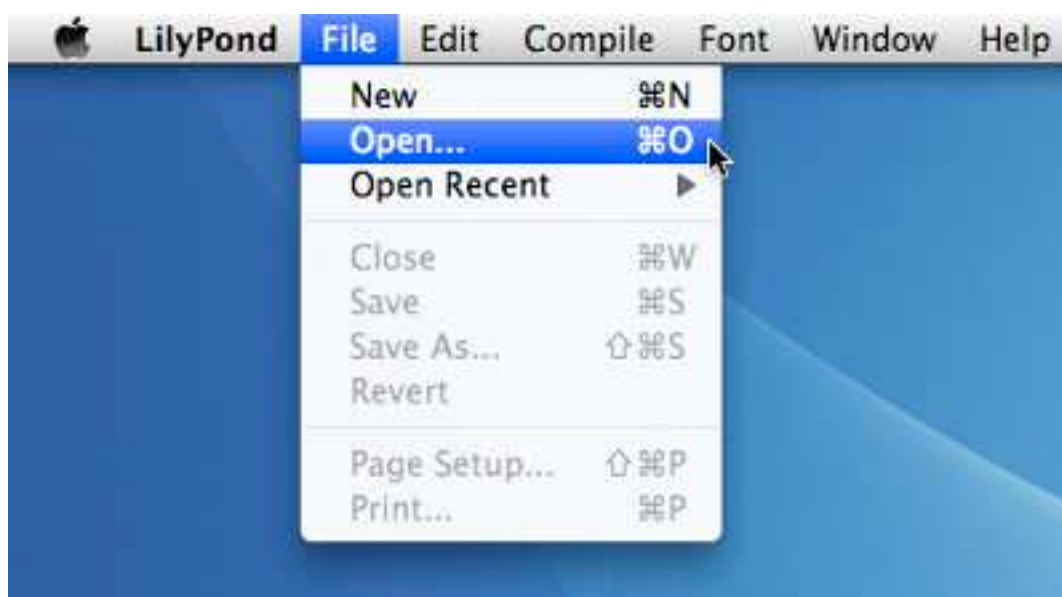 LilyPond File Edit Compile Font Window Help
New ⌘N
Open... ⌘O
Open Recent ▶
Close ⌘W
Save ⌘S
Save As... ⇧⌘S
Revert
Page Setup... ⇧⌘P
Print... ⌘P